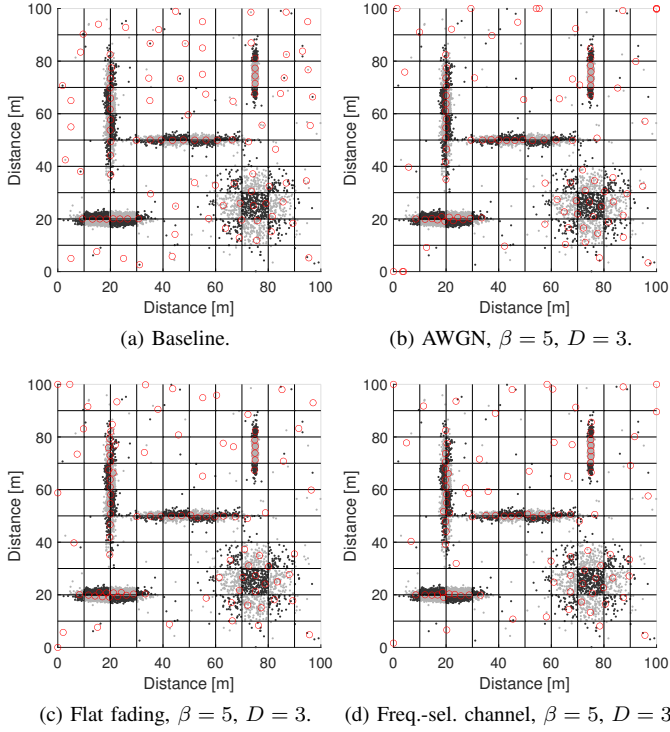 100
80
60
40
20
0
Distance [m]
0 20 40 60 80 100
Distance [m]
(a) Baseline.
100
80
60
40
20
0
Distance [m]
0 20 40 60 80 100
Distance [m]
(b) AWGN, β = 5, D = 3.
100
80
60
40
20
0
Distance [m]
0 20 40 60 80 100
Distance [m]
(c) Flat fading, β = 5, D = 3.
100
80
60
40
20
0
Distance [m]
0 20 40 60 80 100
Distance [m]
(d) Freq.-sel. channel, β = 5, D = 3